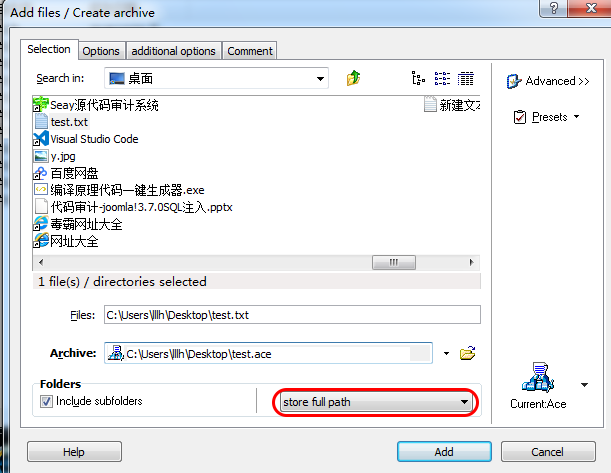 Add files / Create archive
?
Selection
Options
additional options
Comment
Search in:
桌面
Advanced >>
Presets
Seay源代码审计系统
test.txt
Visual Studio Code
y.jpg
百度网盘
编译原理代码一键生成器.exe
代码审计-joomla!3.7.0SQL注入.pptx
毒霸网址大全
网址大全
新建文
1 file(s) / directories selected
Files:
C:\Users\lllh\Desktop\test.txt
Archive:
C:\Users\lllh\Desktop\test.ace
Folders
Include subfolders
store full path
Current:Ace
Help
Add
Cancel